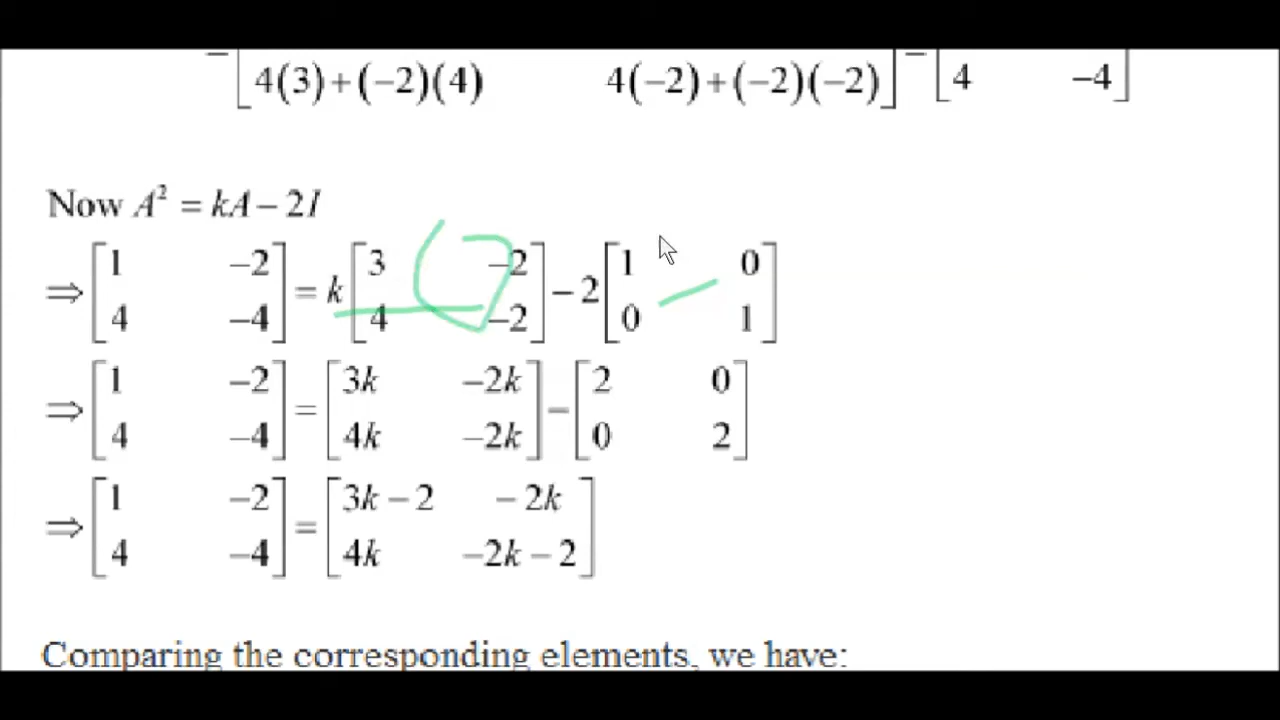 4(3)+(−2)(4) 4(−2)+(−2)(−2)] − [4 −4]
Now A² = kA − 2I
⇒ [1 −2] = k [3 −2] − 2 [1 0]
[4 −4] [4 −2] [0 1]
⇒ [1 −2] = [3k −2k] − [2 0]
[4 −4] [4k −2k] [0 2]
⇒ [1 −2] = [3k − 2 − 2k]
[4 −4] [4k −2k − 2]
Comparing the corresponding elements, we have: